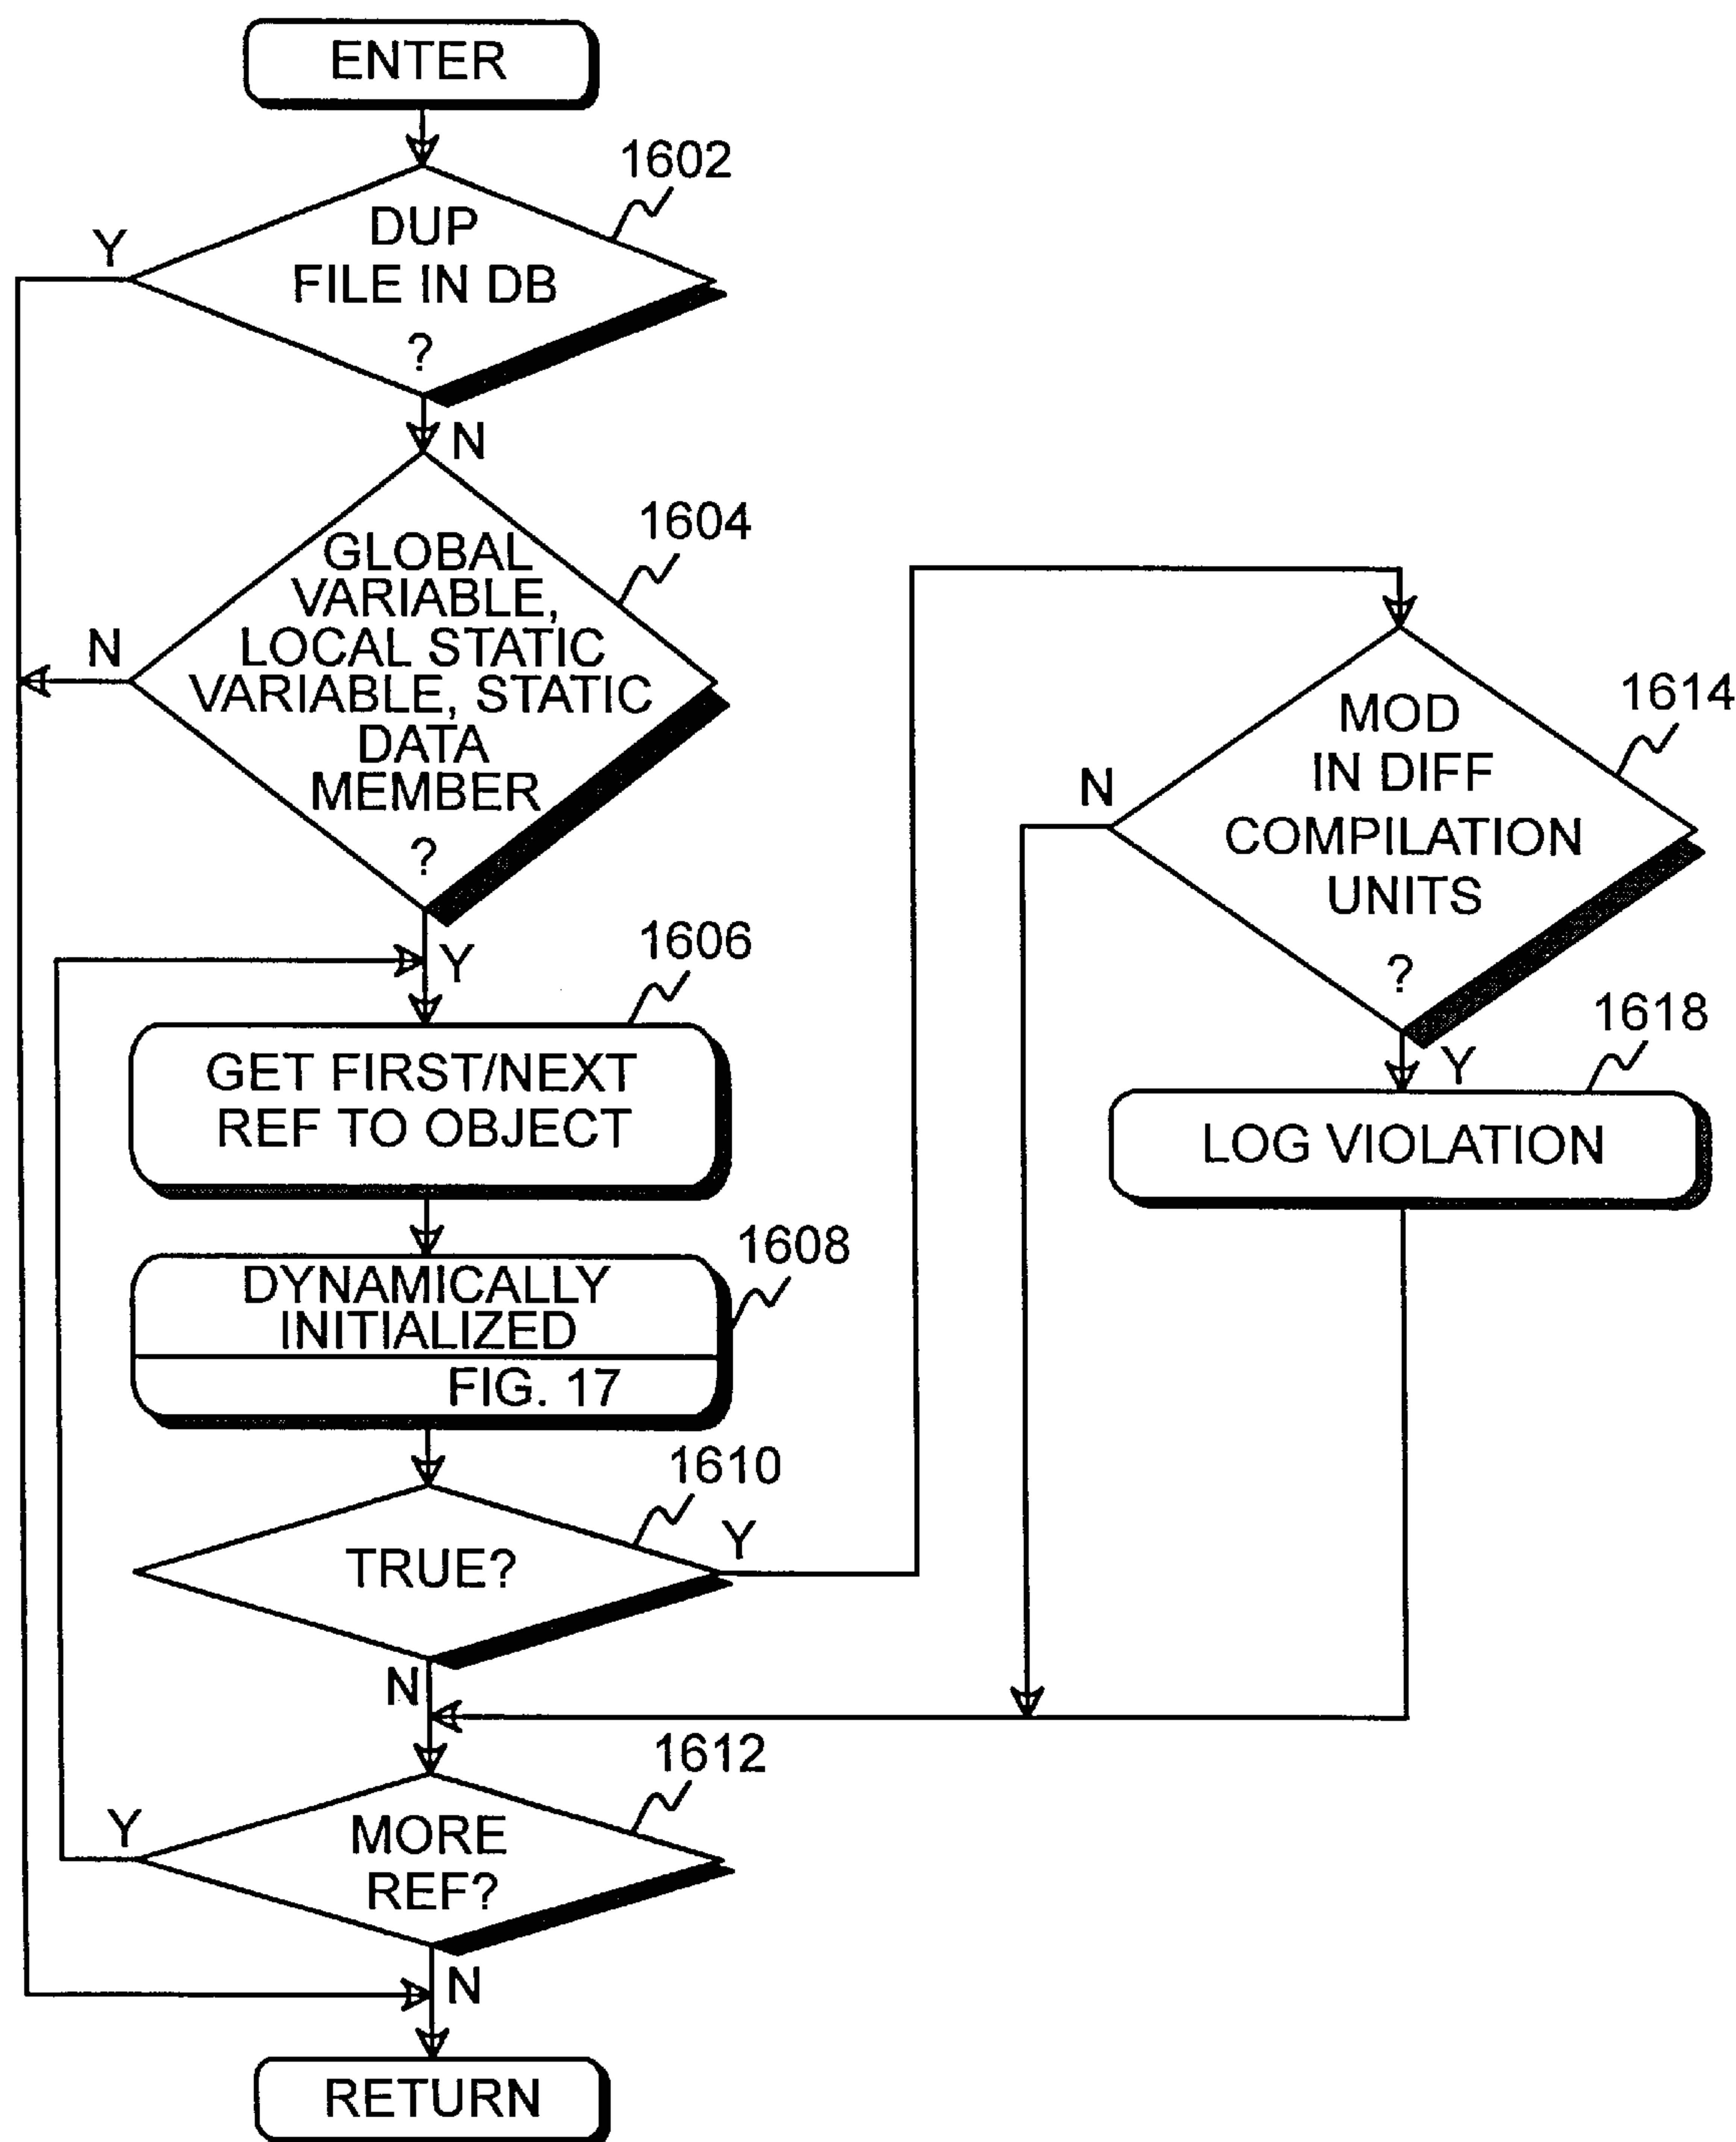 ENTER
1602
DUP
FILE IN DB
?
Y
N
1604
GLOBAL
VARIABLE,
LOCAL STATIC
VARIABLE, STATIC
DATA
MEMBER
?
N
Y
1606
GET FIRST/NEXT
REF TO OBJECT
1608
DYNAMICALLY
INITIALIZED
FIG. 17
1610
TRUE?
Y
N
1612
MORE
REF?
Y
N
RETURN
1614
MOD
IN DIFF
COMPILATION
UNITS
?
N
Y
1618
LOG VIOLATION